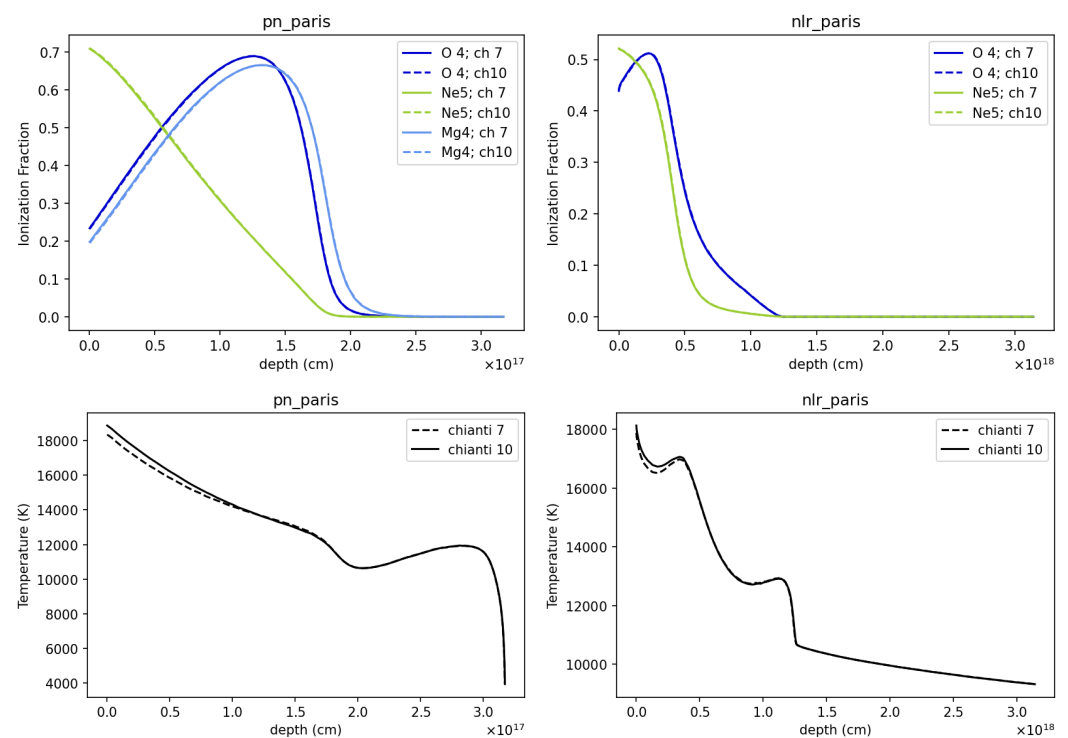 pn_paris
0.7
0.6
0.5
0.4
0.3
0.2
0.1
0.0
Ionization Fraction
O 4; ch 7
O 4; ch10
Ne5; ch 7
Ne5; ch10
Mg4; ch 7
Mg4; ch10
0.0 0.5 1.0 1.5 2.0 2.5 3.0
depth (cm)
×10¹⁷
nlr_paris
0.5
0.4
0.3
0.2
0.1
0.0
Ionization Fraction
O 4; ch 7
O 4; ch10
Ne5; ch 7
Ne5; ch10
0.0 0.5 1.0 1.5 2.0 2.5 3.0
depth (cm)
×10¹⁸
pn_paris
18000
16000
14000
12000
10000
8000
6000
4000
Temperature (K)
chianti 7
chianti 10
0.0 0.5 1.0 1.5 2.0 2.5 3.0
depth (cm)
×10¹⁷
nlr_paris
18000
16000
14000
12000
10000
Temperature (K)
chianti 7
chianti 10
0.0 0.5 1.0 1.5 2.0 2.5 3.0
depth (cm)
×10¹⁸